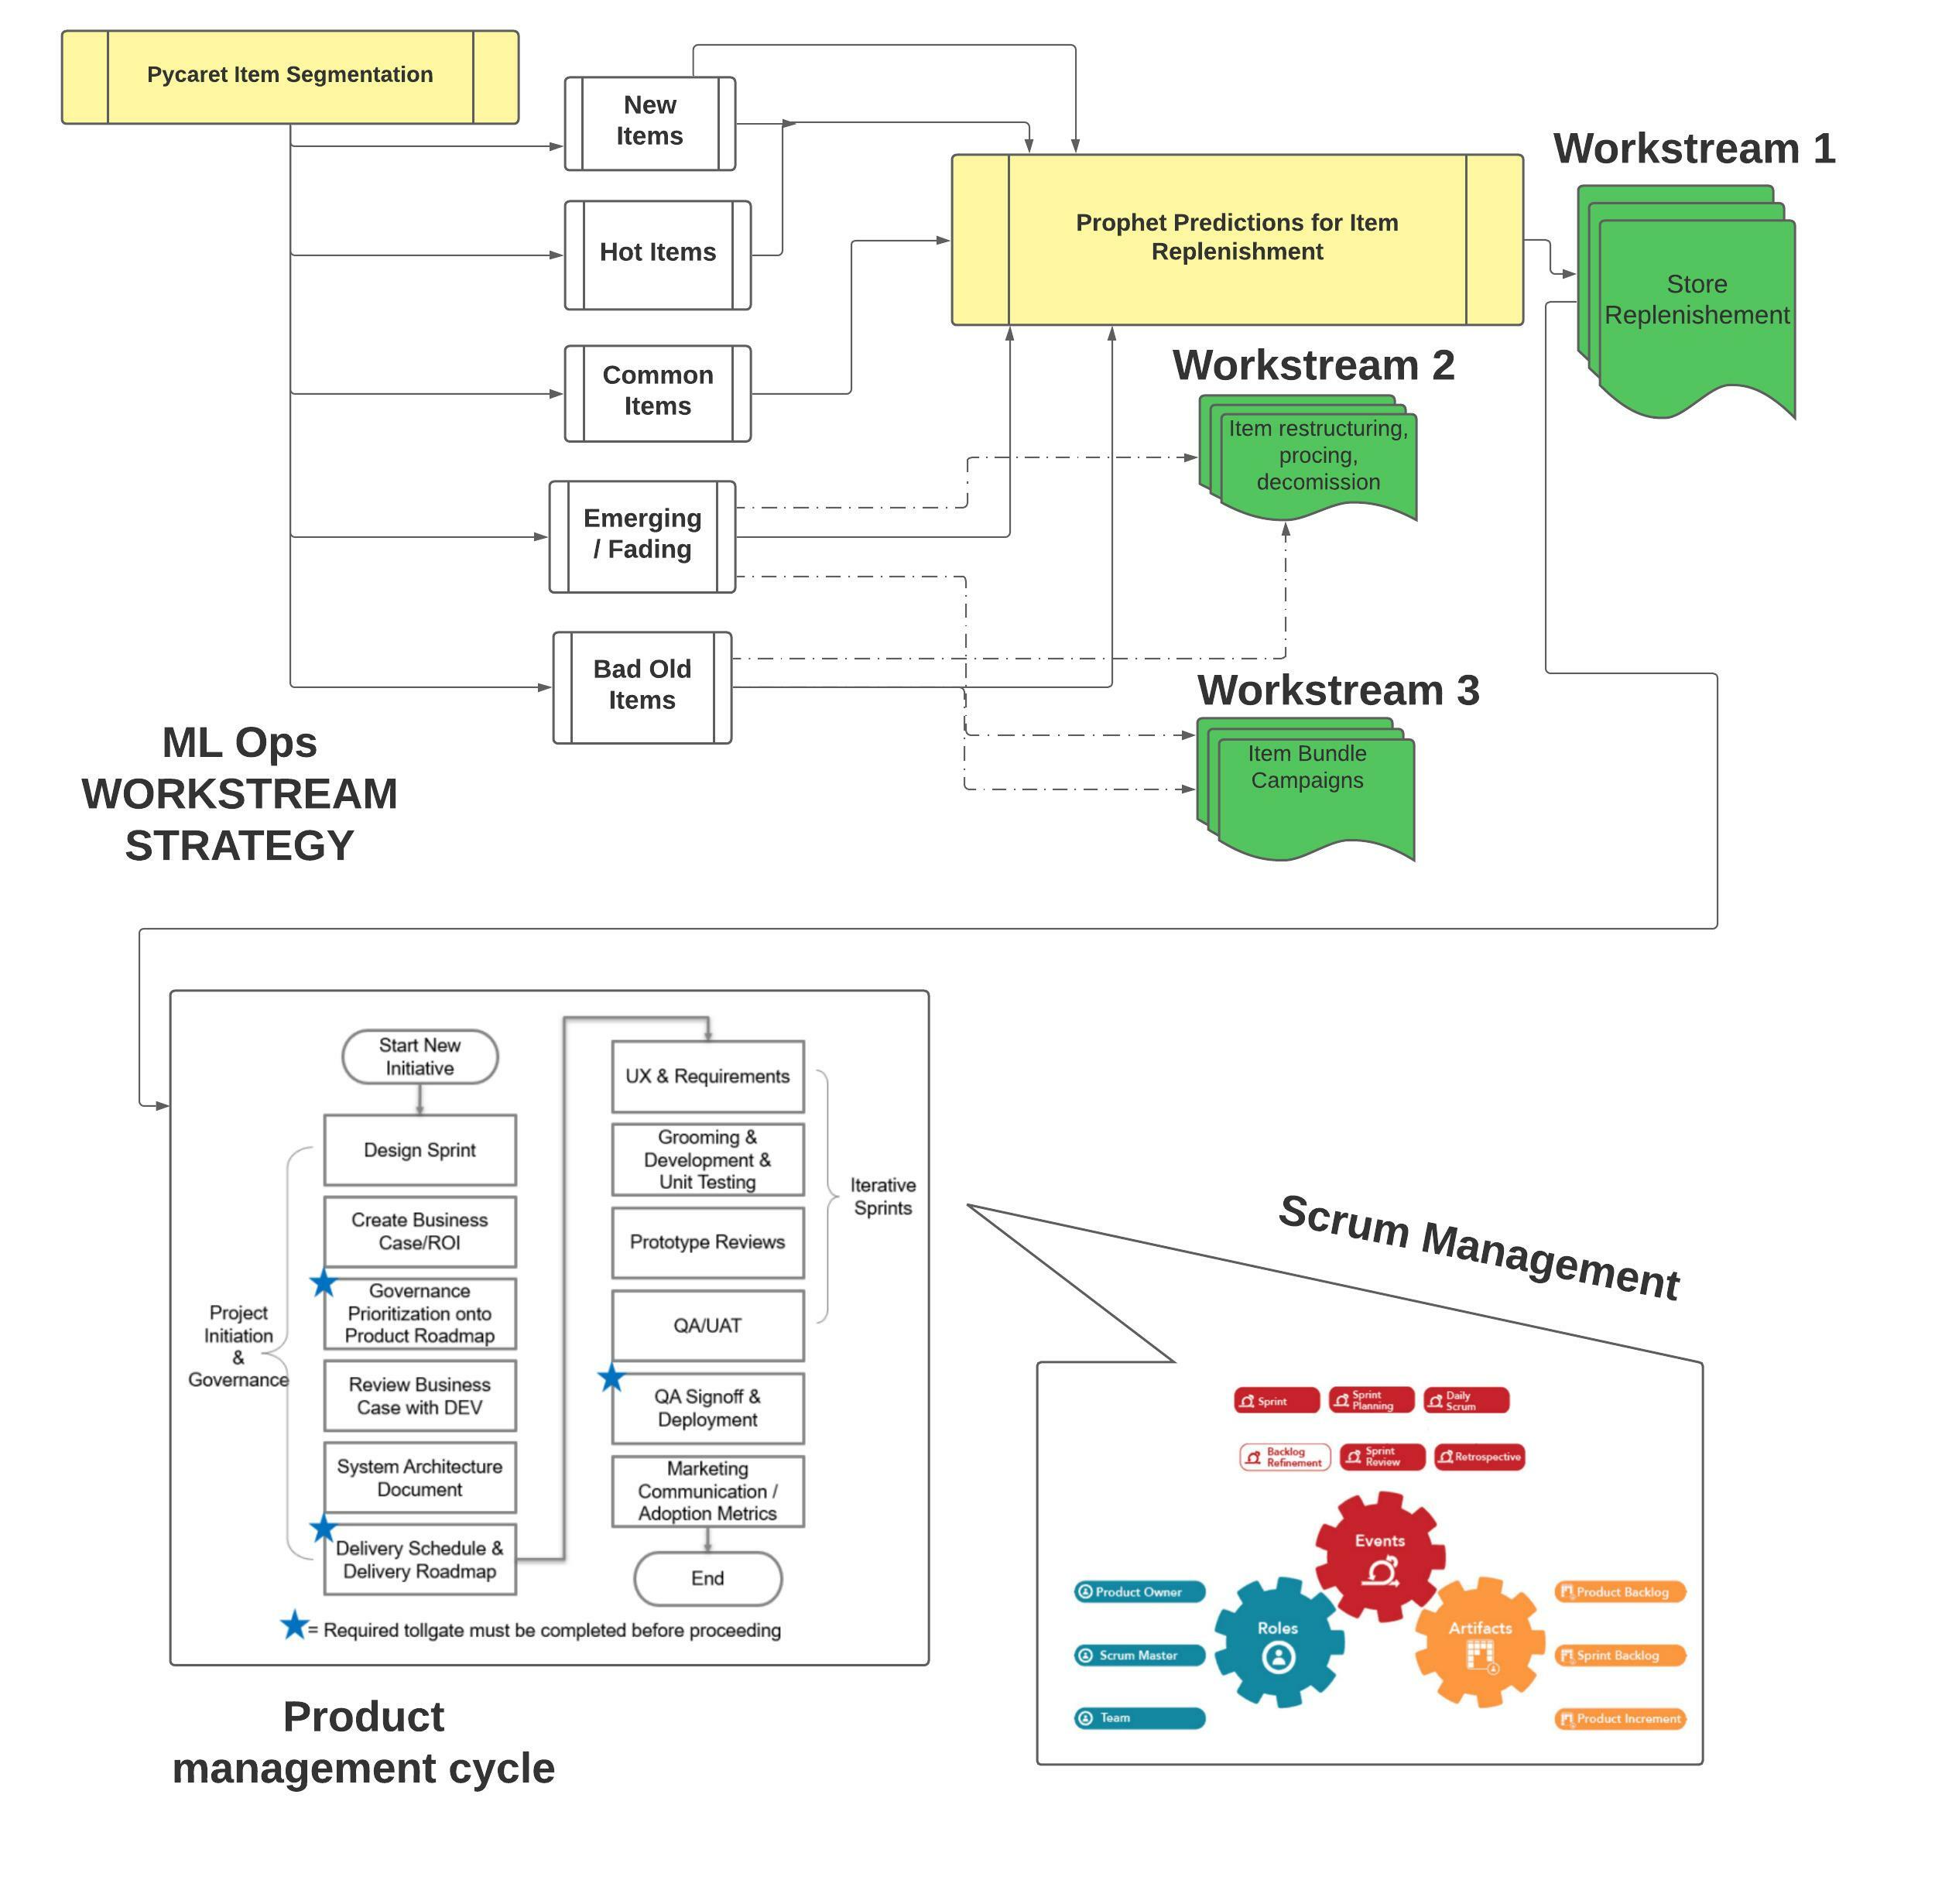 Pycaret Item Segmentation
New
Items
Hot Items
Common
Items
Emerging
/ Fading
Bad Old
Items
Prophet Predictions for Item
Replenishment
Workstream 1
Store
Replenishement
Workstream 2
Item restructuring,
procing,
decomission
Workstream 3
Item Bundle
Campaigns
ML Ops
WORKSTREAM
STRATEGY
Start New
Initiative
Design Sprint
Create Business
Case/ROI
Governance
Prioritization onto
Product Roadmap
Review Business
Case with DEV
System Architecture
Document
Delivery Schedule &
Delivery Roadmap
Project
Initiation
&
Governance
UX & Requirements
Grooming &
Development &
Unit Testing
Prototype Reviews
QA/UAT
QA Signoff &
Deployment
Marketing
Communication /
Adoption Metrics
End
Iterative
Sprints
= Required tollgate must be completed before proceeding
Product
management cycle
Scrum Management
Sprint
Sprint
Planning
Daily
Scrum
Backlog
Refinement
Sprint
Review
Retrospective
Events
Roles
Artifacts
Product Owner
Scrum Master
Team
Product Backlog
Sprint Backlog
Product Increment